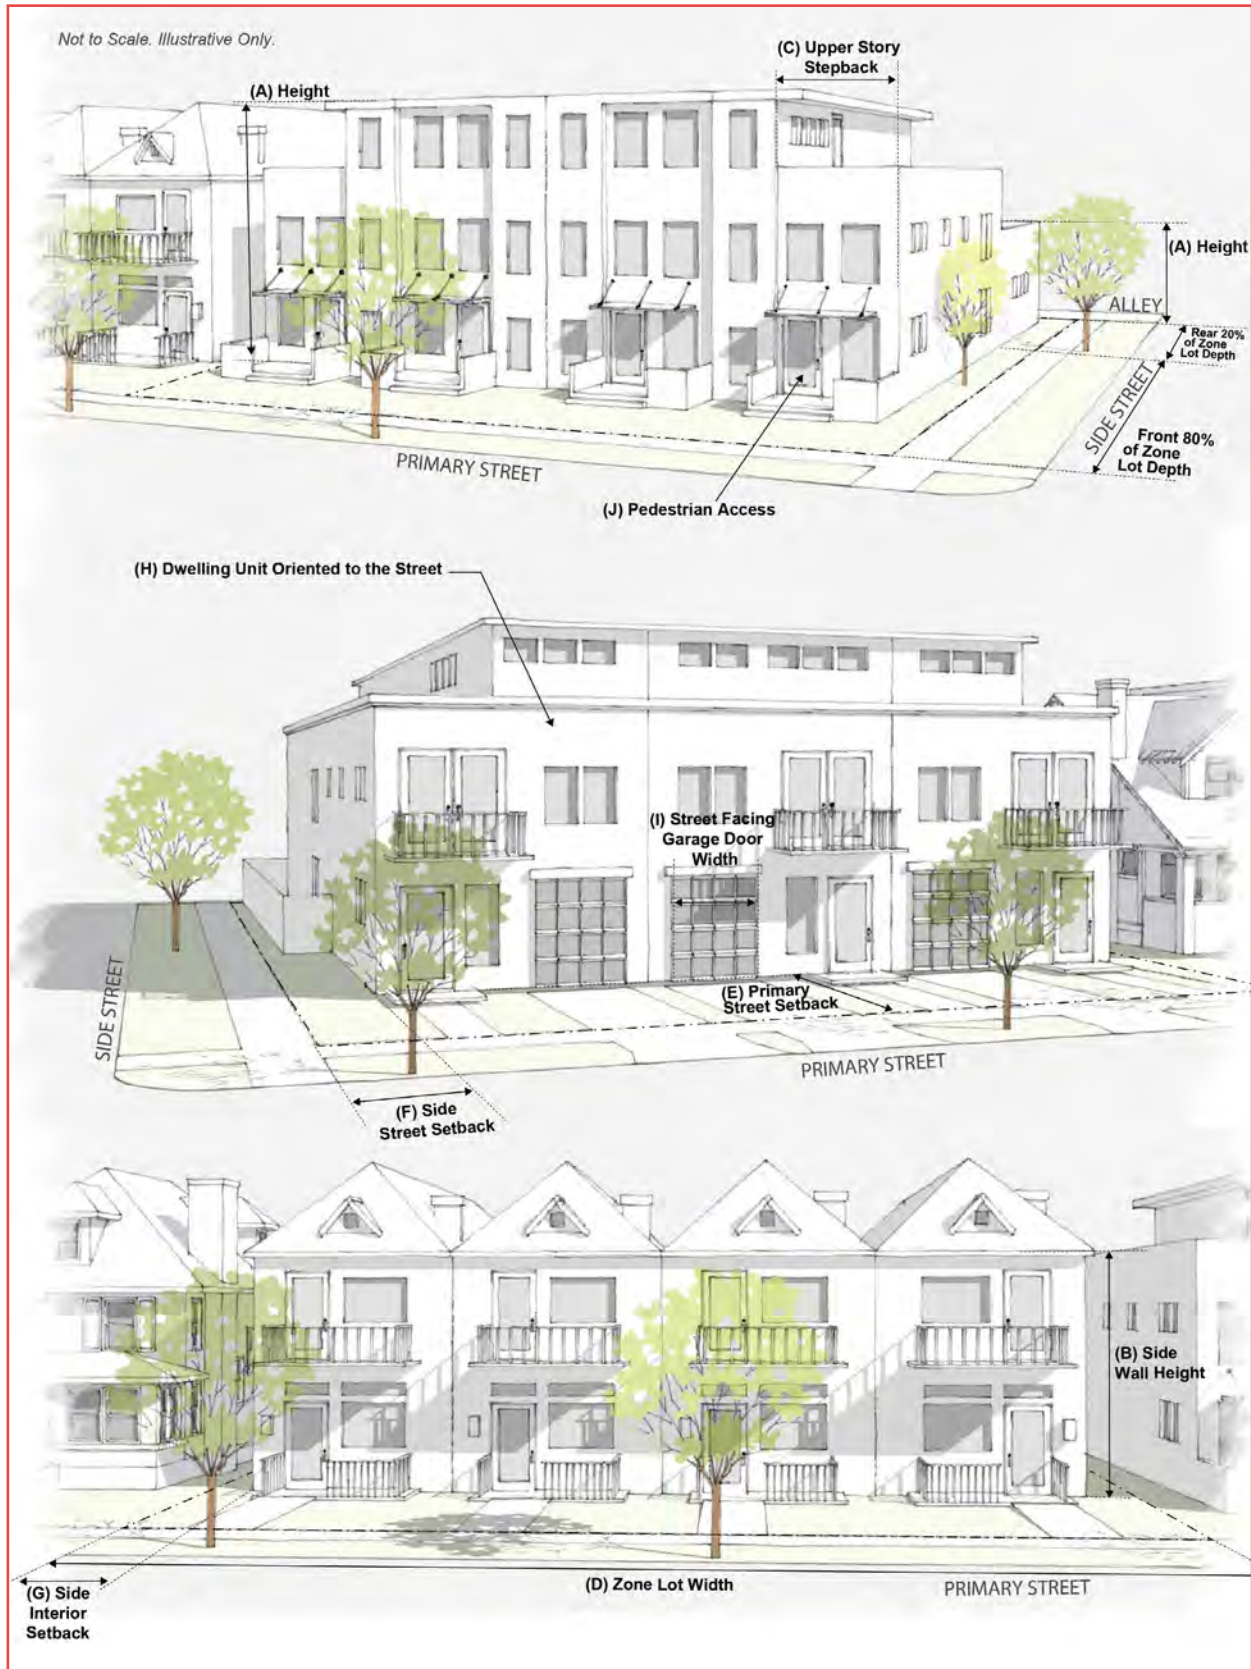 Not to Scale. Illustrative Only.
(C) Upper Story
Stepback
(A) Height
(A) Height
ALLEY
Rear 20%
of Zone
Lot Depth
SIDE STREET
Front 80%
of Zone
Lot Depth
PRIMARY STREET
(J) Pedestrian Access
(H) Dwelling Unit Oriented to the Street
(I) Street Facing
Garage Door
Width
(E) Primary
Street Setback
SIDE STREET
PRIMARY STREET
(F) Side
Street Setback
(B) Side
Wall Height
(D) Zone Lot Width
PRIMARY STREET
(G) Side
Interior
Setback